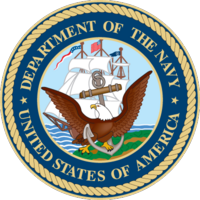 DEPARTMENT OF THE NAVY
UNITED STATES OF AMERICA